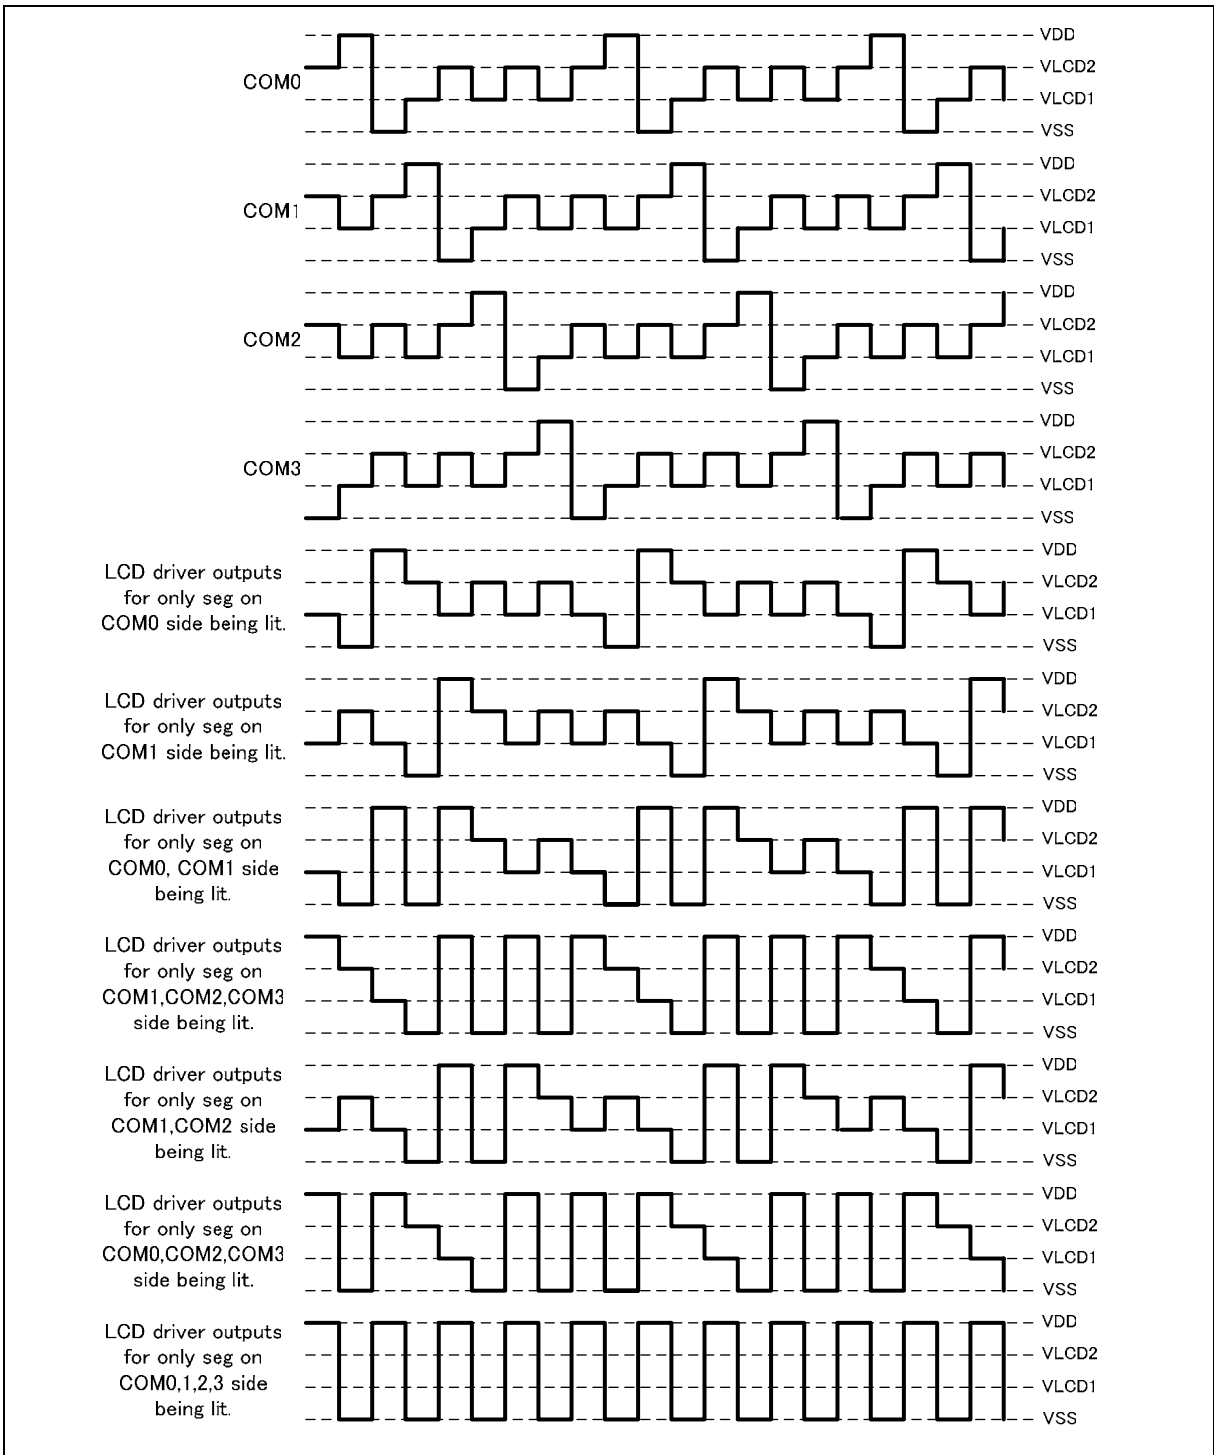 VDD
VLCD2
COM0
VLCD1
VSS
VDD
VLCD2
COM1
VLCD1
VSS
VDD
VLCD2
COM2
VLCD1
VSS
VDD
VLCD2
COM3
VLCD1
VSS
VDD
LCD driver outputs
VLCD2
for only seg on
VLCD1
COM0 side being lit.
VSS
VDD
LCD driver outputs
VLCD2
for only seg on
VLCD1
COM1 side being lit.
VSS
VDD
LCD driver outputs
VLCD2
for only seg on
COM0, COM1 side
VLCD1
being lit.
VSS
VDD
LCD driver outputs
VLCD2
for only seg on
COM1,COM2,COM3
VLCD1
side being lit.
VSS
VDD
LCD driver outputs
VLCD2
for only seg on
COM1,COM2 side
VLCD1
being lit.
VSS
VDD
LCD driver outputs
VLCD2
for only seg on
COM0,COM2,COM3
VLCD1
side being lit.
VSS
VDD
LCD driver outputs
VLCD2
for only seg on
COM0,1,2,3 side
VLCD1
being lit.
VSS